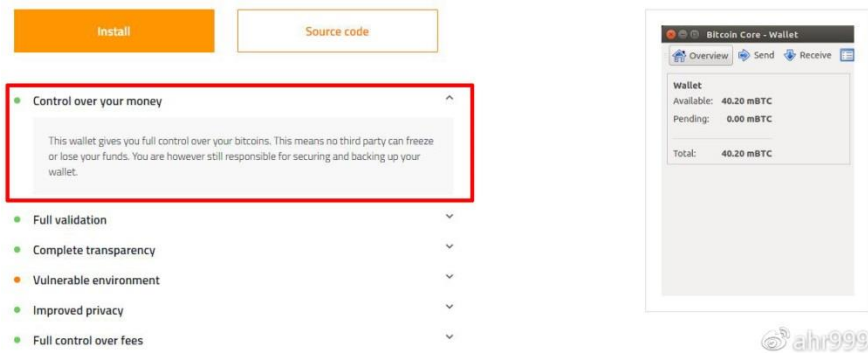 Install
Source code
Control over your money
This wallet gives you full control over your bitcoins. This means no third party can freeze
or lose your funds. You are however still responsible for securing and backing up your
wallet.
Full validation
Complete transparency
Vulnerable environment
Improved privacy
Full control over fees
Bitcoin Core - Wallet
Overview Send Receive
Wallet
Available: 40.20 mBTC
Pending: 0.00 mBTC
Total: 40.20 mBTC
ahr999